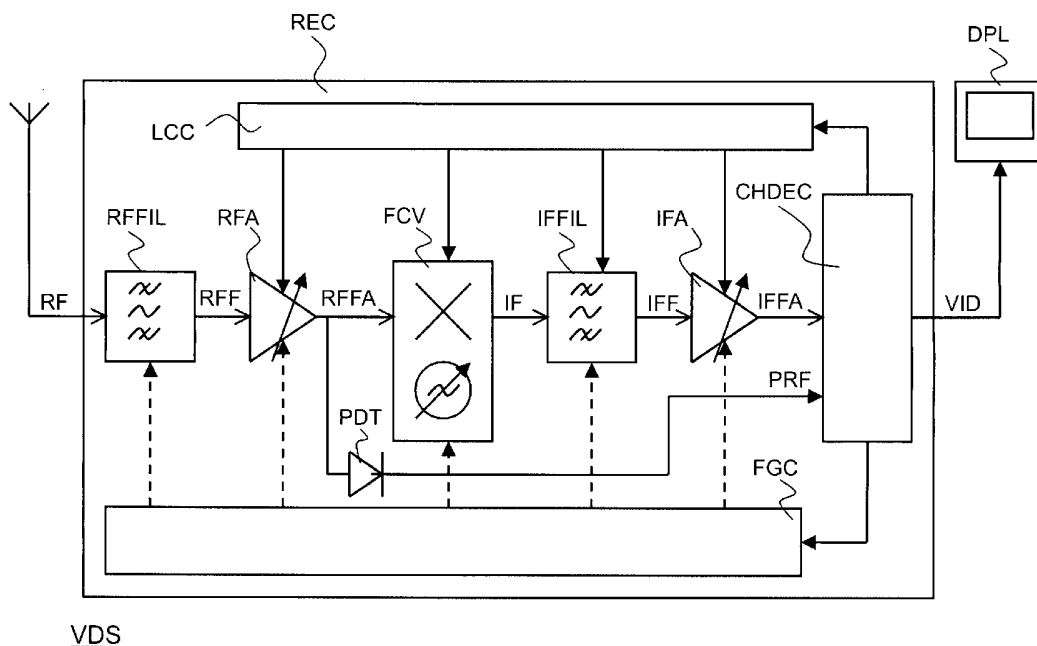 REC
DPL
LCC
CHDEC
RFFIL
RFA
FCV
IFFIL
IFA
RF
RFF
RFFA
IF
IFF
IFFA
VID
PRF
PDT
FGC
VDS